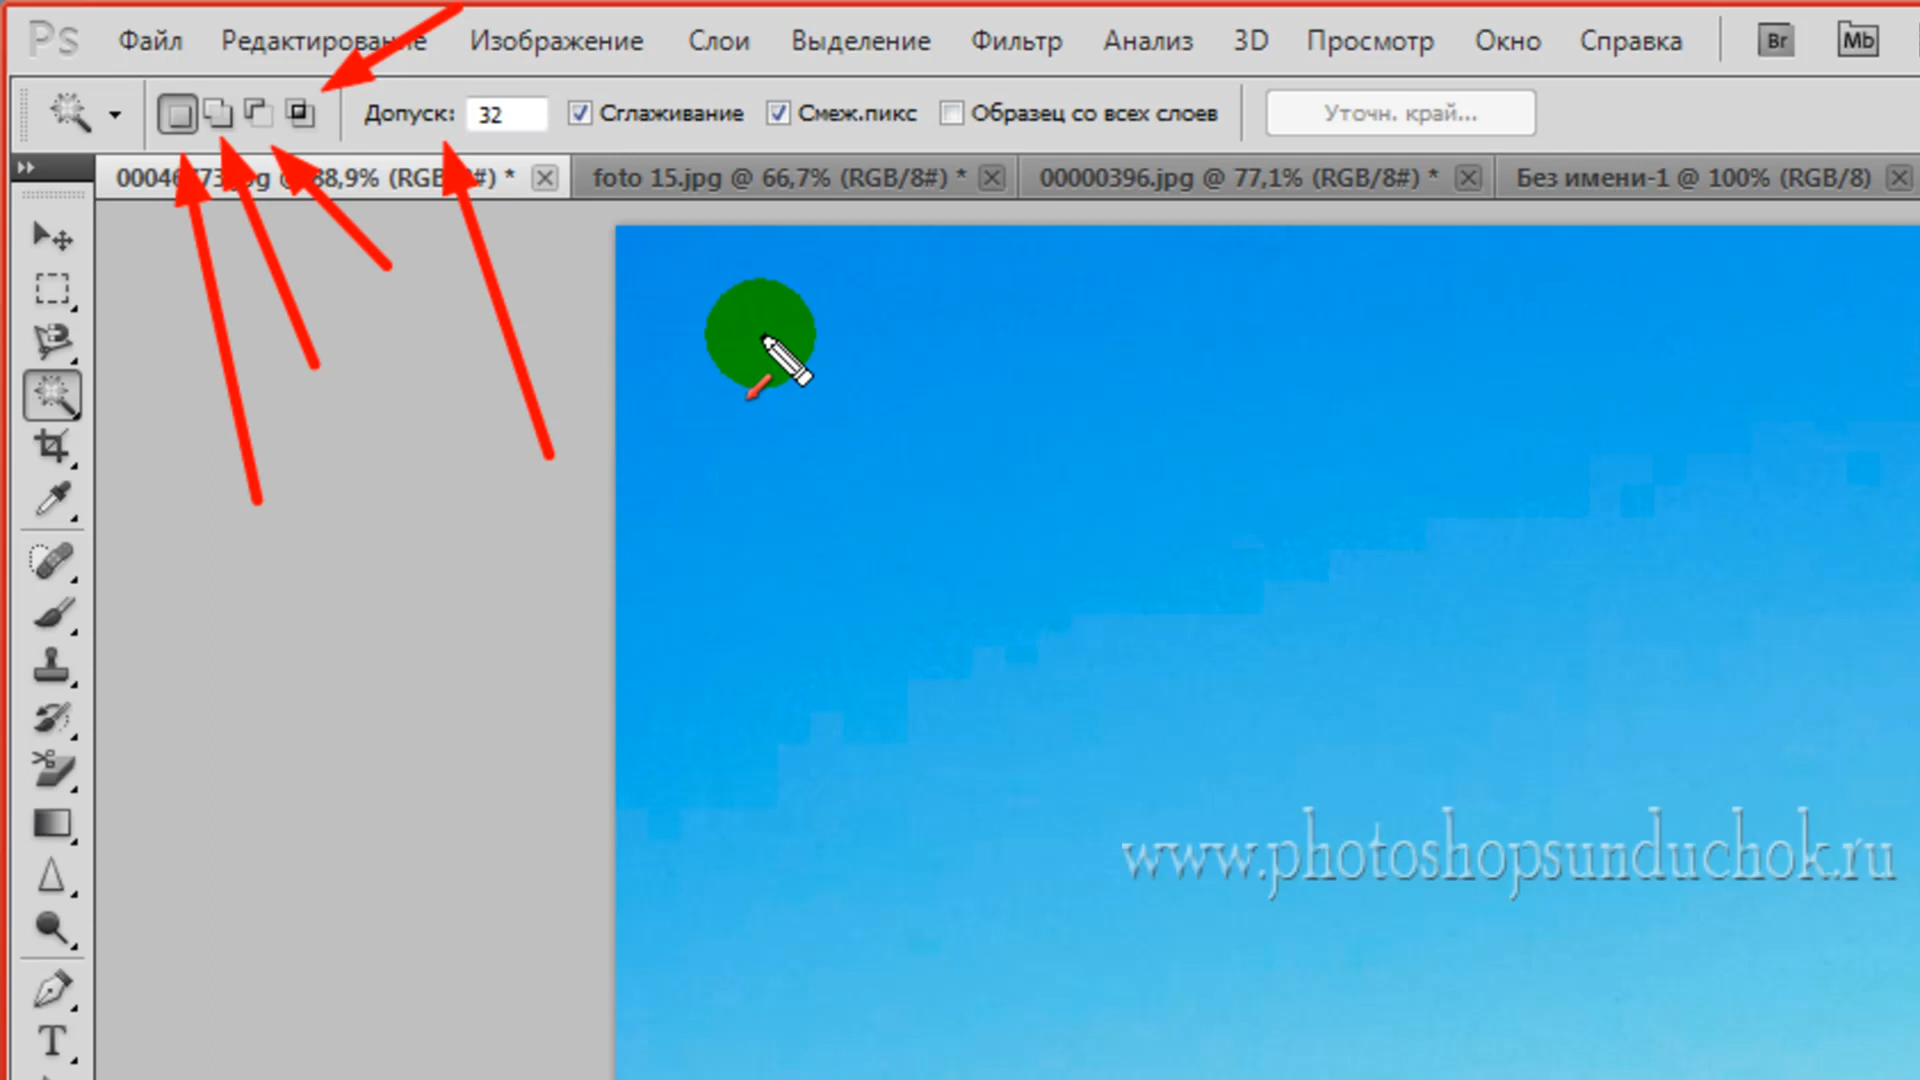 Ps Файл Редактирование Изображение Слои Выделение Фильтр Анализ 3D Просмотр Окно Справка Br Mb
Допуск: 32 Сглаживание Смеж.пикс Образец со всех слоев Уточн. край...
88,9% * foto 15.jpg @ 66,7% (RGB/8#) * 00000396.jpg @ 77,1% (RGB/8#) * Без имени-1 @ 100% (RGB/8)
www.photoshopsunduchok.ru
T